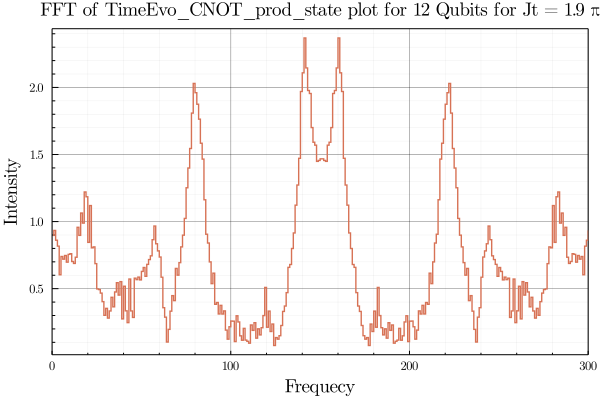 FFT of TimeEvo_CNOT_prod_state plot for 12 Qubits for Jt = 1.9 π
2.0
1.5
1.0
0.5
Intensity
0 100 200 300
Frequecy